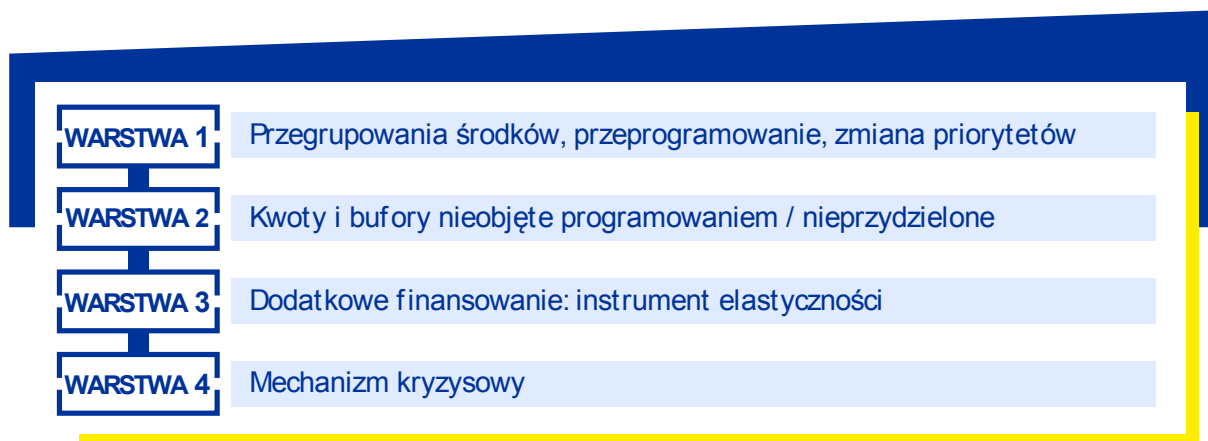 WARSTWA 1 Przegrupowania środków, przeprogramowanie, zmiana priorytetów
WARSTWA 2 Kwoty i bufory nieobjęte programowaniem / nieprzydzielone
WARSTWA 3 Dodatkowe finansowanie: instrument elastyczności
WARSTWA 4 Mechanizm kryzysowy